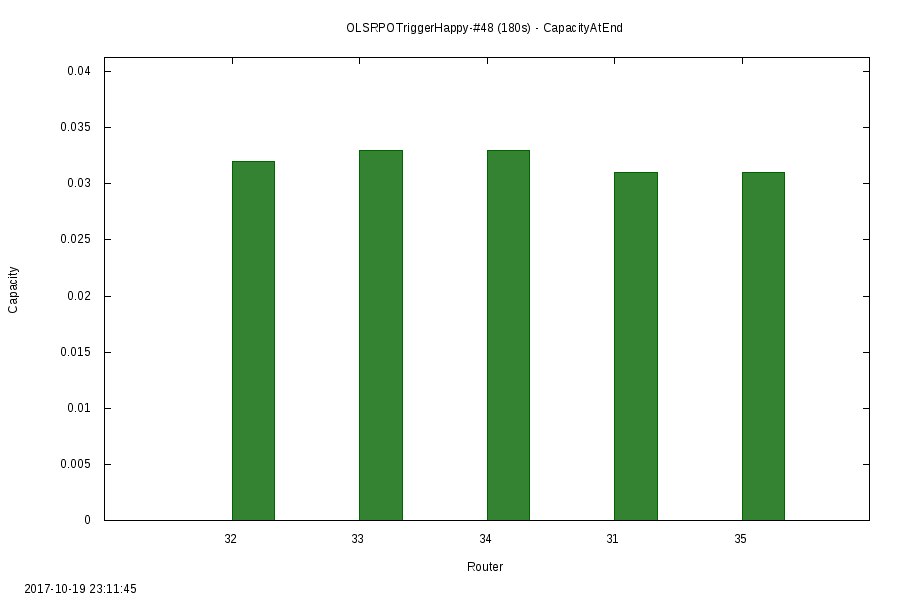 OLSRPOTriggerHappy-#48 (180s) - CapacityAtEnd
0.04
0.035
0.03
0.025
0.02
0.015
0.01
0.005
0
Capacity
32 33 34 31 35
Router
2017-10-19 23:11:45